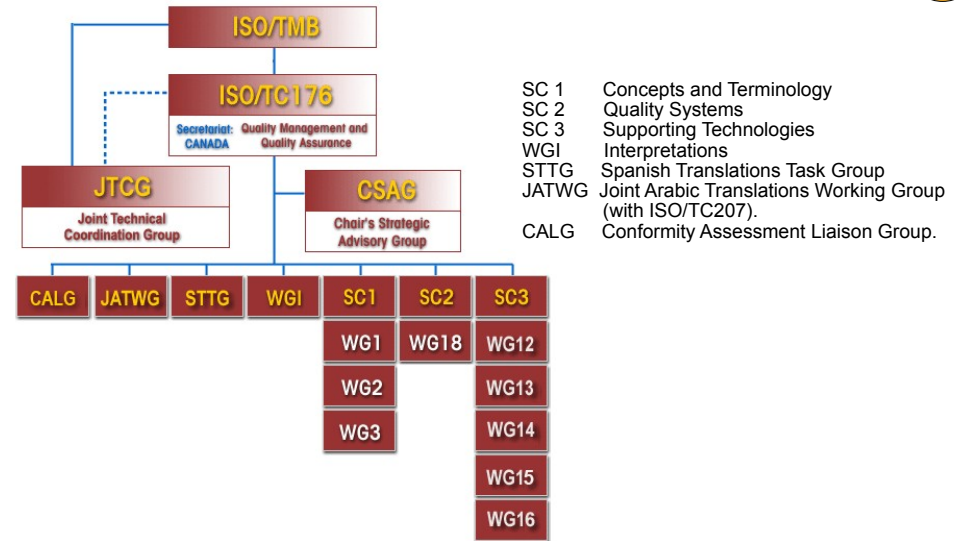 ISO/TMB
ISO/TC176
Secretariat: Quality Management and
CANADA Quality Assurance
JTCG
Joint Technical
Coordination Group
CSAG
Chair's Strategic
Advisory Group
SC 1 Concepts and Terminology
SC 2 Quality Systems
SC 3 Supporting Technologies
WGI Interpretations
STTG Spanish Translations Task Group
JATWG Joint Arabic Translations Working Group
(with ISO/TC207).
CALG Conformity Assessment Liaison Group.
CALG JATWG STTG WGI SC1 SC2 SC3
WG1 WG18 WG12
WG2 WG13
WG3 WG14
WG15
WG16